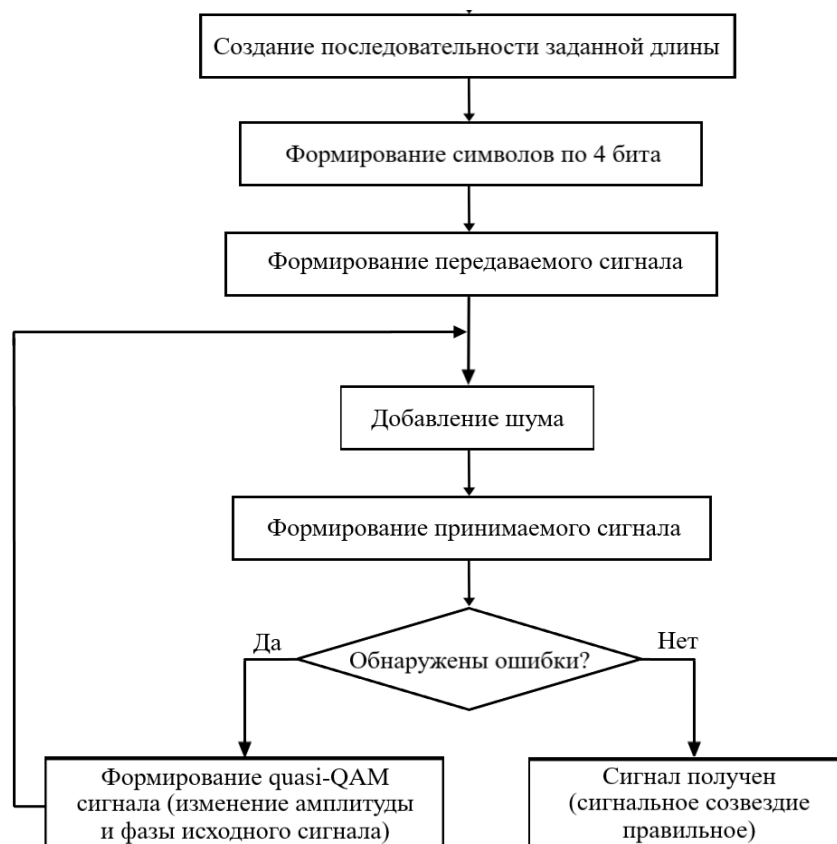 Создание последовательности заданной длины
Формирование символов по 4 бита
Формирование передаваемого сигнала
Добавление шума
Формирование принимаемого сигнала
Да
Нет
Обнаружены ошибки?
Формирование quasi-QAM
сигнала (изменение амплитуды
и фазы исходного сигнала)
Сигнал получен
(сигнальное созвездие
правильное)